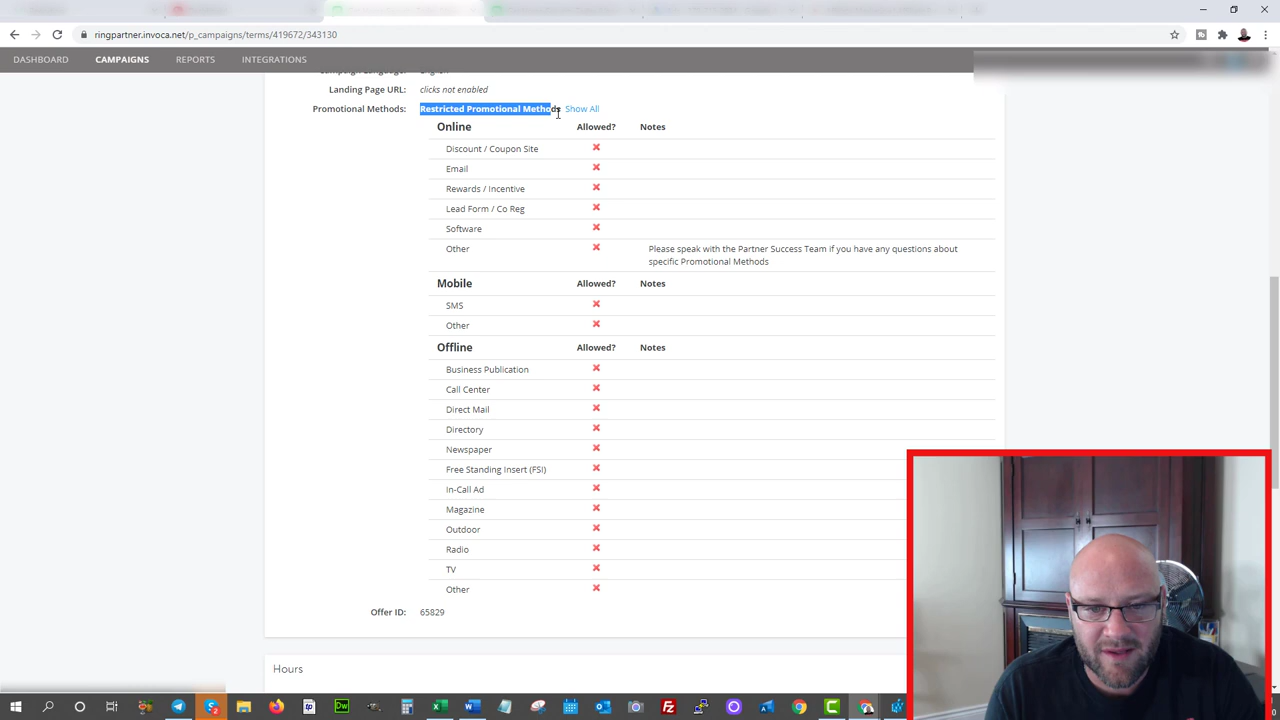 ringpartner.invoca.net/p_campaigns/terms/419672/343130
DASHBOARD CAMPAIGNS REPORTS INTEGRATIONS
Campaign Language: English
Landing Page URL: clicks not enabled
Promotional Methods: Restricted Promotional Methods Show All
Online Allowed? Notes
Discount / Coupon Site
Email
Rewards / Incentive
Lead Form / Co Reg
Software
Other Please speak with the Partner Success Team if you have any questions about
specific Promotional Methods
Mobile Allowed? Notes
SMS
Other
Offline Allowed? Notes
Business Publication
Call Center
Direct Mail
Directory
Newspaper
Free Standing Insert (FSI)
In-Call Ad
Magazine
Outdoor
Radio
TV
Other
Offer ID: 65829
Hours